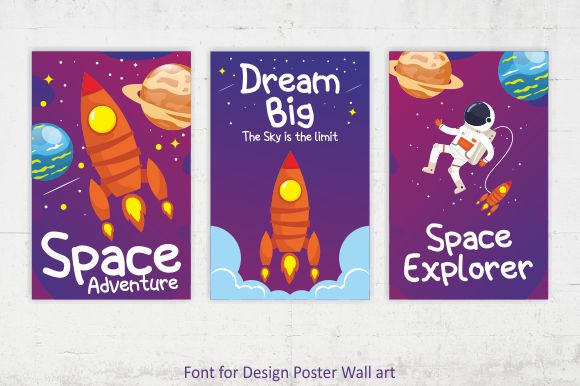 Space
Adventure
Dream
Big
The Sky is the limit
Space
Explorer
Font for Design Poster Wall art